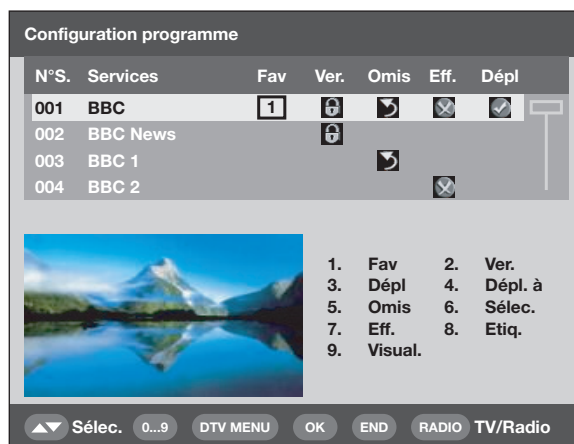 Configuration programme
N°S. Services Fav Ver. Omis Eff. Dépl
001 BBC 1
002 BBC News
003 BBC 1
004 BBC 2
1. Fav 2. Ver.
3. Dépl 4. Dépl. à
5. Omis 6. Sélec.
7. Eff. 8. Etiq.
9. Visual.
Sélec. 0...9 DTV MENU OK END RADIO TV/Radio